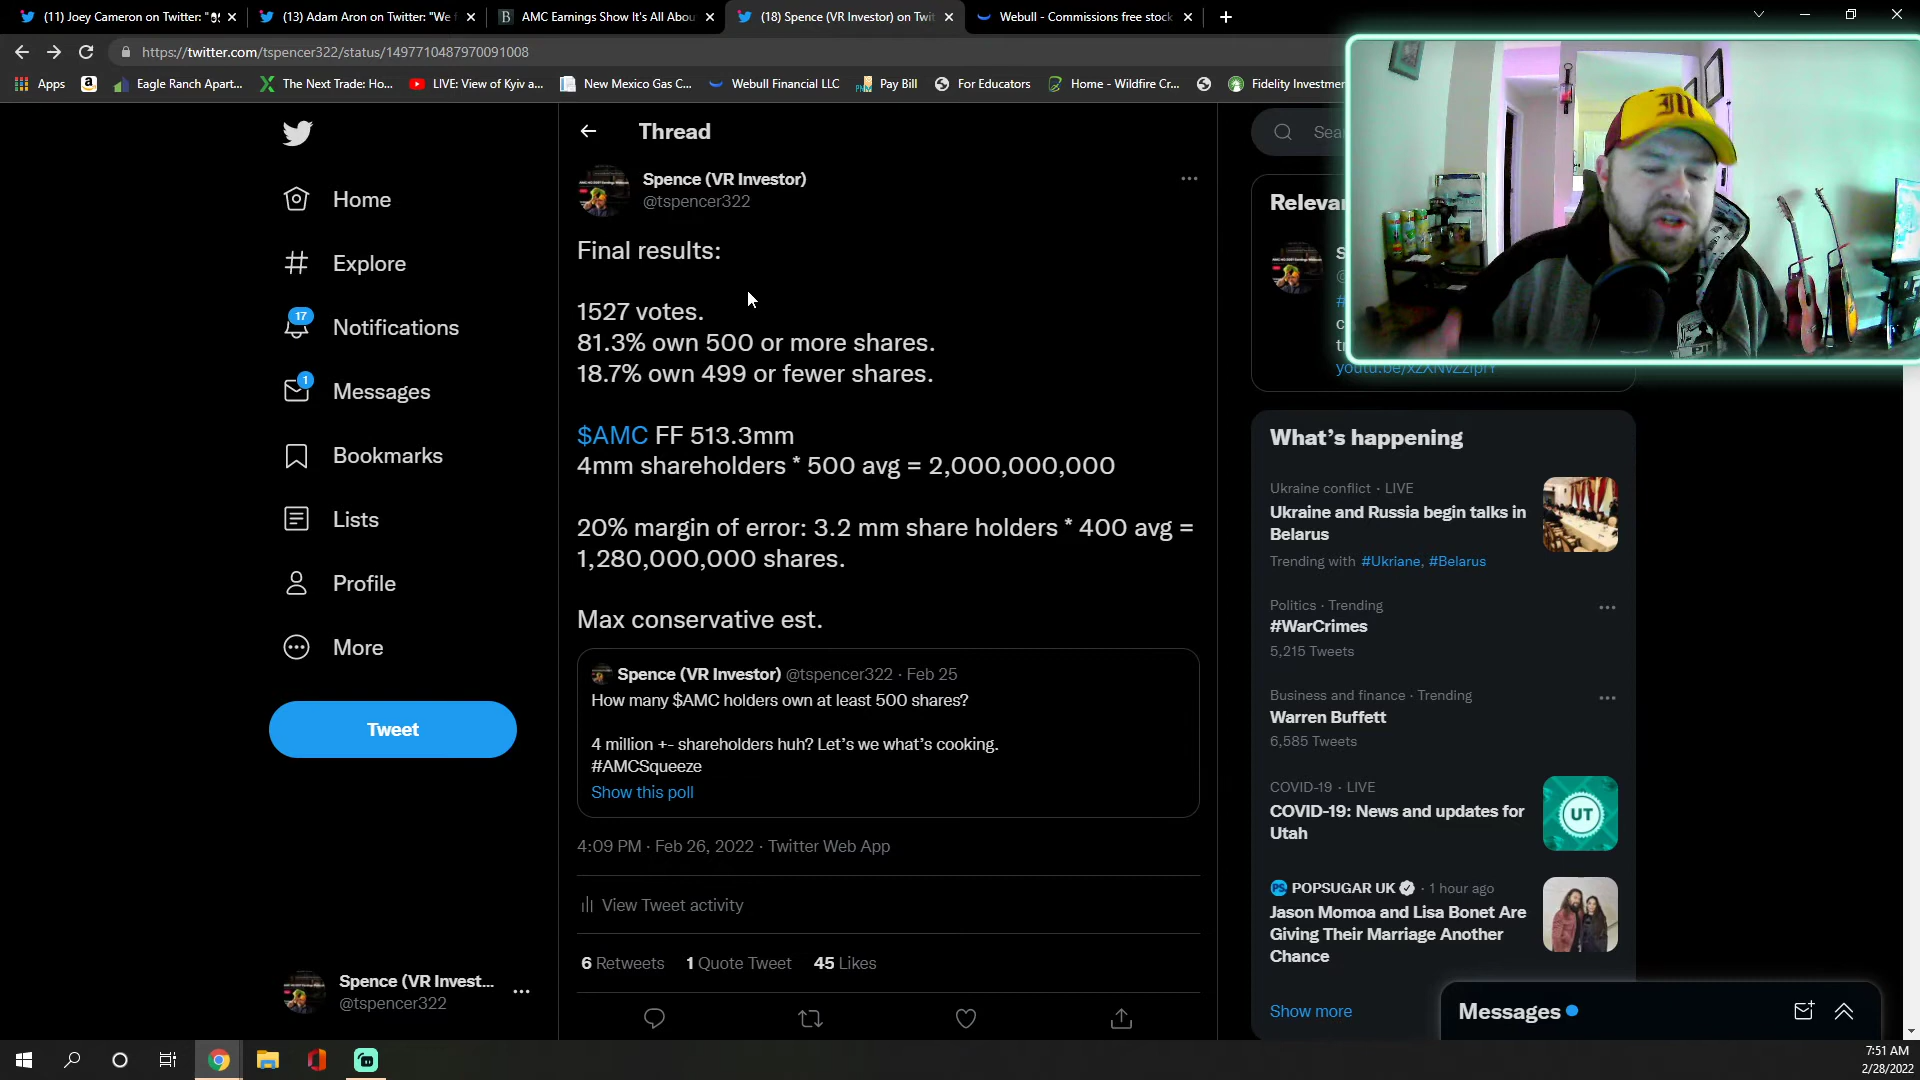 (11) Joey Cameron on Twitter: "
(13) Adam Aron on Twitter: "We f
AMC Earnings Show It's All Abou
(18) Spence (VR Investor) on Twit
Webull - Commissions free stock
https://twitter.com/tspencer322/status/1497710487970091008
Apps
Eagle Ranch Apart...
The Next Trade: Ho...
LIVE: View of Kyiv a...
New Mexico Gas C...
Webull Financial LLC
Pay Bill
For Educators
Home - Wildfire Cr...
Fidelity Investmen
Home
Explore
17
Notifications
1
Messages
Bookmarks
Lists
Profile
More
Tweet
Spence (VR Invest...
@tspencer322
Thread
Spence (VR Investor)
@tspencer322
Final results:
1527 votes.
81.3% own 500 or more shares.
18.7% own 499 or fewer shares.
$AMC FF 513.3mm
4mm shareholders * 500 avg = 2,000,000,000
20% margin of error: 3.2 mm share holders * 400 avg =
1,280,000,000 shares.
Max conservative est.
Spence (VR Investor) @tspencer322 · Feb 25
How many $AMC holders own at least 500 shares?
4 million +- shareholders huh? Let's we what's cooking.
#AMCSqueeze
Show this poll
4:09 PM · Feb 26, 2022 · Twitter Web App
View Tweet activity
6 Retweets 1 Quote Tweet 45 Likes
Sea
Releva
What's happening
Ukraine conflict · LIVE
Ukraine and Russia begin talks in
Belarus
Trending with #Ukriane, #Belarus
Politics · Trending
#WarCrimes
5,215 Tweets
Business and finance · Trending
Warren Buffett
6,585 Tweets
COVID-19 · LIVE
COVID-19: News and updates for
Utah
UT
POPSUGAR UK · 1 hour ago
Jason Momoa and Lisa Bonet Are
Giving Their Marriage Another
Chance
Show more
Messages
7:51 AM
2/28/2022